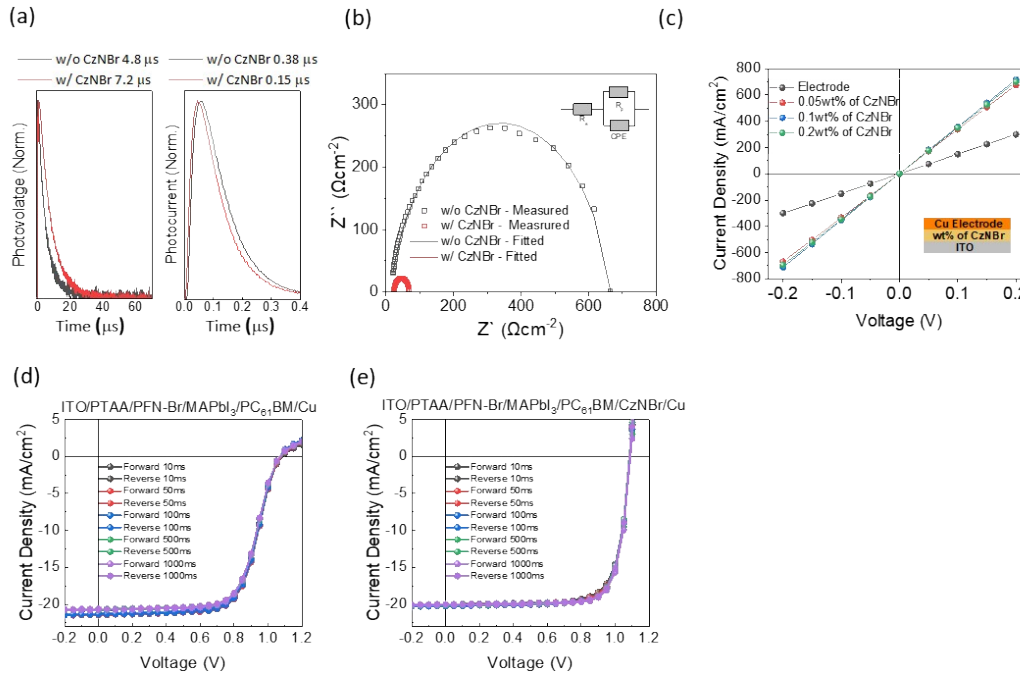 (a)
w/o CzNBr 4.8 µs
w/ CzNBr 7.2 µs
w/o CzNBr 0.38 µs
w/ CzNBr 0.15 µs
Photovolatge (Norm.)
0 20 40 60
Time (µs)
Photocurrent (Norm.)
0.0 0.1 0.2 0.3 0.4
Time (µs)
(b)
Z`` (Ωcm⁻²)
300
200
100
0
CPE
w/o CzNBr - Measured
w/ CzNBr - Measrured
w/o CzNBr - Fitted
w/ CzNBr - Fitted
0 200 400 600 800
Z` (Ωcm⁻²)
(c)
Current Density (mA/cm²)
800
600
400
200
0
-200
-400
-600
-800
Electrode
0.05wt% of CzNBr
0.1wt% of CzNBr
0.2wt% of CzNBr
Cu Electrode
wt% of CzNBr
ITO
-0.2 -0.1 0.0 0.1 0.2
Voltage (V)
(d)
ITO/PTAA/PFN-Br/MAPbI₃/PC₆₁BM/Cu
Current Density (mA/cm²)
5
0
-5
-10
-15
-20
Forward 10ms
Reverse 10ms
Forward 50ms
Reverse 50ms
Forward 100ms
Reverse 100ms
Forward 500ms
Reverse 500ms
Forward 1000ms
Reverse 1000ms
-0.2 0.0 0.2 0.4 0.6 0.8 1.0 1.2
Voltage (V)
(e)
ITO/PTAA/PFN-Br/MAPbI₃/PC₆₁BM/CzNBr/Cu
Current Density (mA/cm²)
5
0
-5
-10
-15
-20
Forward 10ms
Reverse 10ms
Forward 50ms
Reverse 50ms
Forward 100ms
Reverse 100ms
Forward 500ms
Reverse 500ms
Forward 1000ms
Reverse 1000ms
-0.2 0.0 0.2 0.4 0.6 0.8 1.0 1.2
Voltage (V)